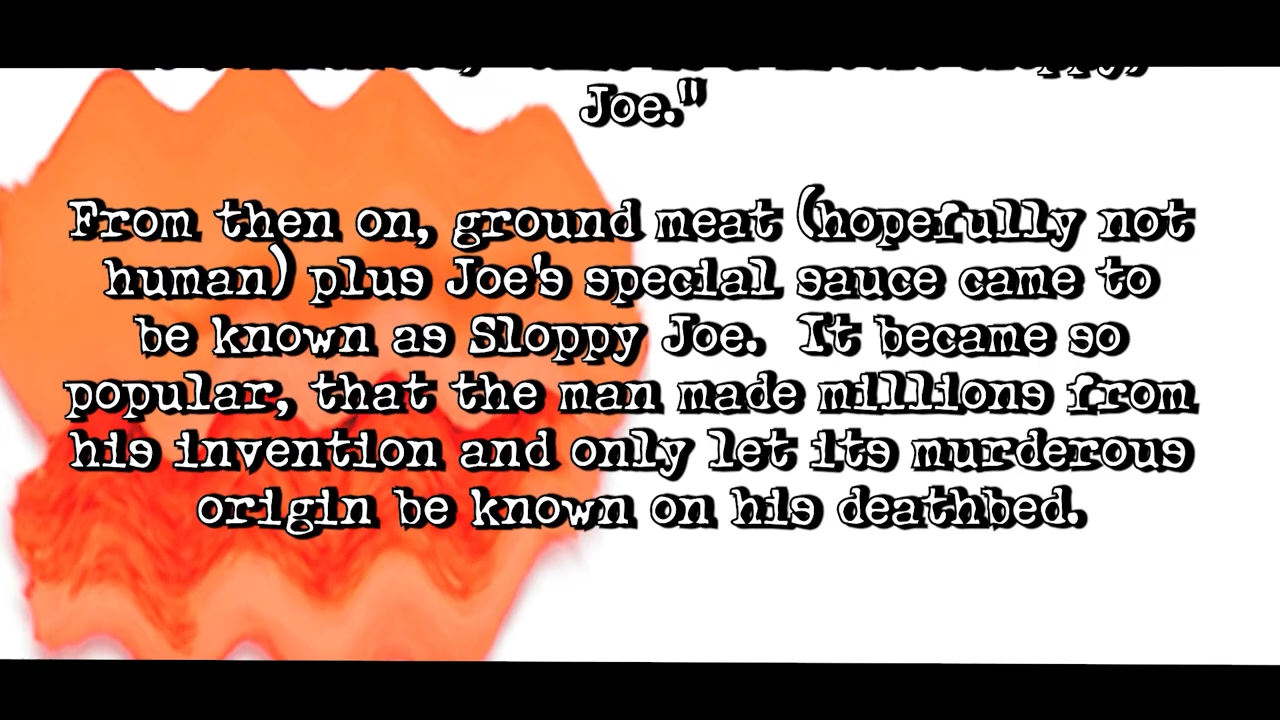 Joe."
From then on, ground meat (hopefully not
human) plus Joe's special sauce came to
be known as Sloppy Joe. It became so
popular, that the man made millions from
his invention and only let its murderous
origin be known on his deathbed.